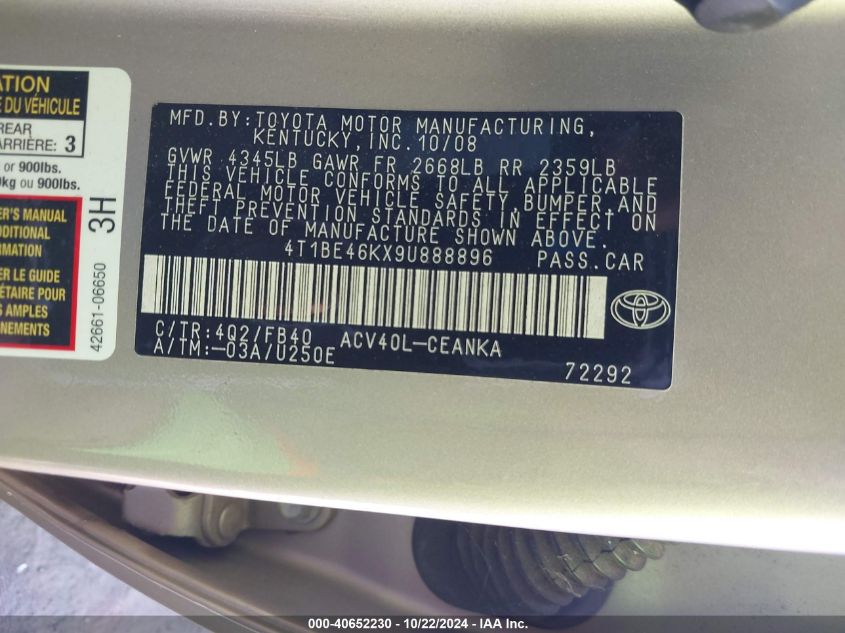 ATION
E DU VÉHICULE
REAR
ARRIÈRE: 3
or 900lbs.
0kg ou 900lbs.
ER'S MANUAL
DDITIONAL
RMATION
ER LE GUIDE
ÉTAIRE POUR
S AMPLES
GNEMENTS
3H
42661-06650
MFD. BY: TOYOTA MOTOR MANUFACTURING,
KENTUCKY, INC. 10/08
GVWR 4345LB GAWR FR 2668LB RR 2359LB
THIS VEHICLE CONFORMS TO ALL APPLICABLE
FEDERAL MOTOR VEHICLE SAFETY, BUMPER AND
THEFT PREVENTION STANDARDS IN EFFECT ON
THE DATE OF MANUFACTURE SHOWN ABOVE.
4T1BE46KX9U888896 PASS. CAR
C/TR: 4Q2/FB40 ACV40L-CEANKA
A/TM: -03A/U250E
72292
000-40652230 - 10/22/2024 - IAA, Inc.